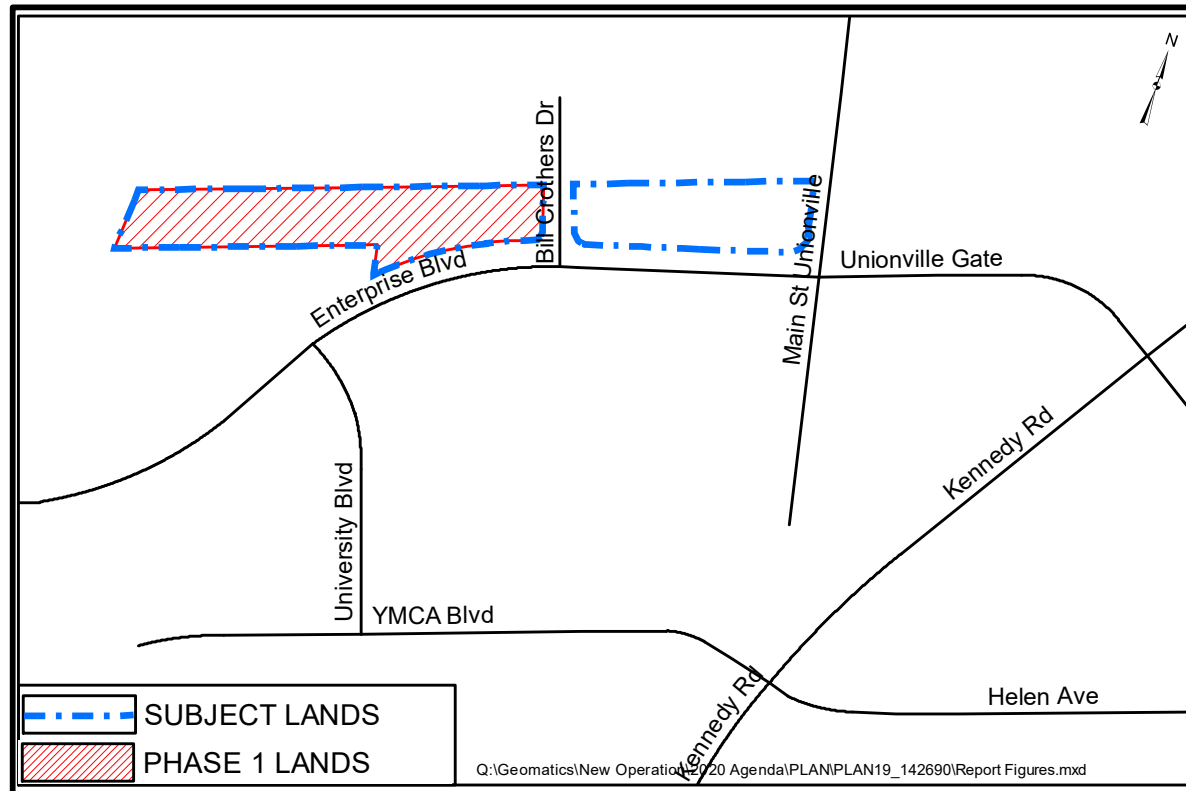 N
Bill Crothers Dr
Main St Unionville
Unionville Gate
Enterprise Blvd
Kennedy Rd
University Blvd
YMCA Blvd
Kennedy Rd
Helen Ave
SUBJECT LANDS
PHASE 1 LANDS
Q:\Geomatics\New Operation\2020 Agenda\PLAN\PLAN19_142690\Report Figures.mxd